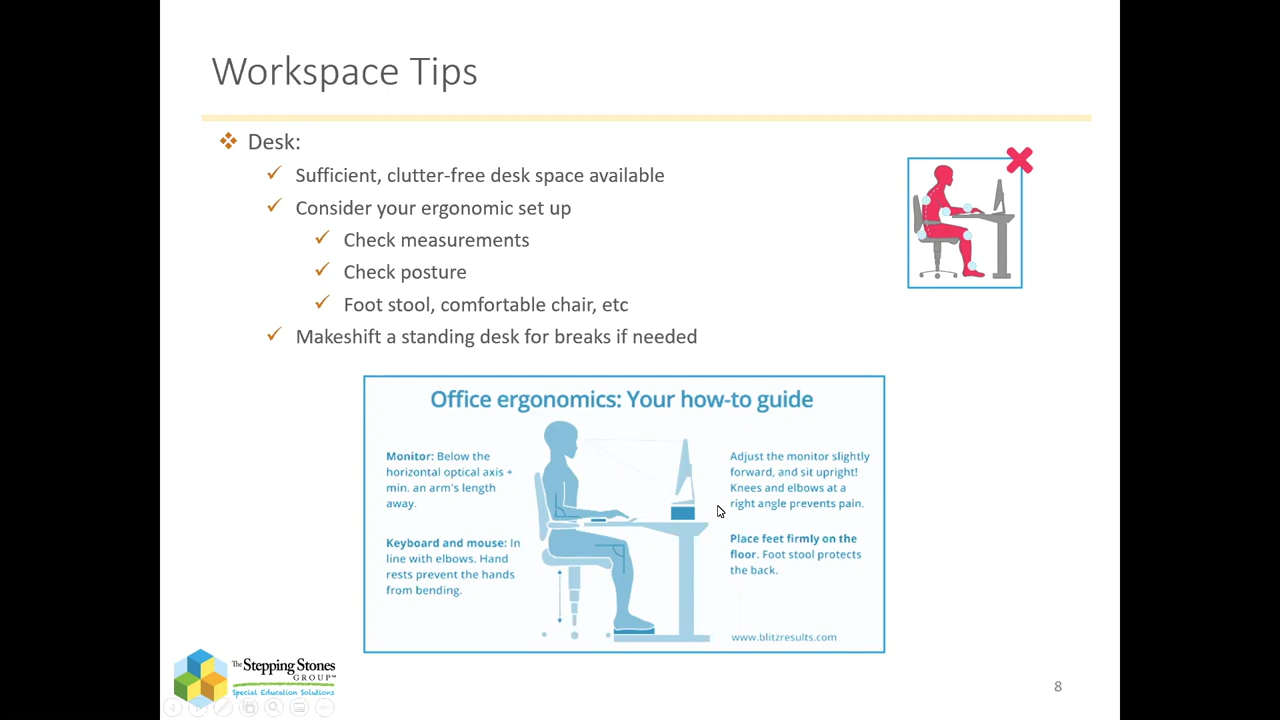 Workspace Tips
Desk:
Sufficient, clutter-free desk space available
Consider your ergonomic set up
Check measurements
Check posture
Foot stool, comfortable chair, etc
Makeshift a standing desk for breaks if needed
Office ergonomics: Your how-to guide
Monitor: Below the
horizontal optical axis +
min. an arm's length
away.
Keyboard and mouse: In
line with elbows. Hand
rests prevent the hands
from bending.
Adjust the monitor slightly
forward, and sit upright!
Knees and elbows at a
right angle prevents pain.
Place feet firmly on the
floor. Foot stool protects
the back.
www.blitzresults.com
The Stepping Stones
GROUP™
Special Education Solutions
8